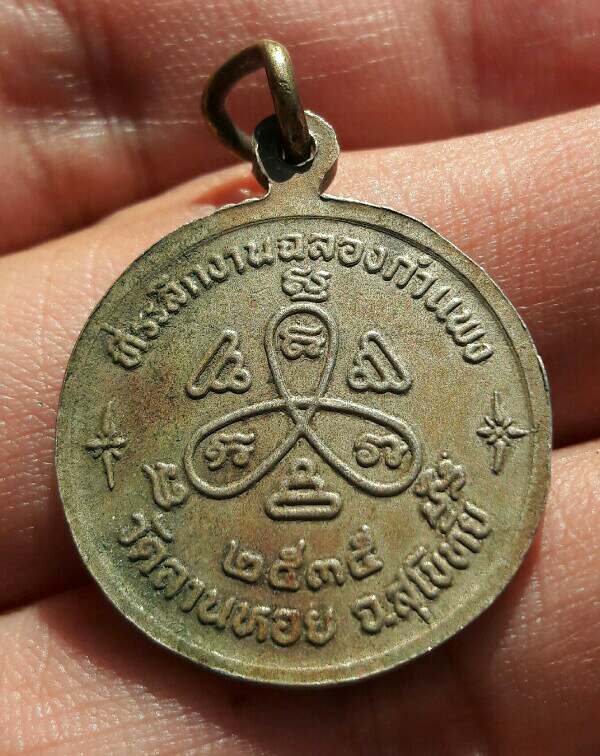 ที่ระลึกงานฉลองกำแพง
๒๕๓๕
วัดลานหอย จ.สุโขทัย